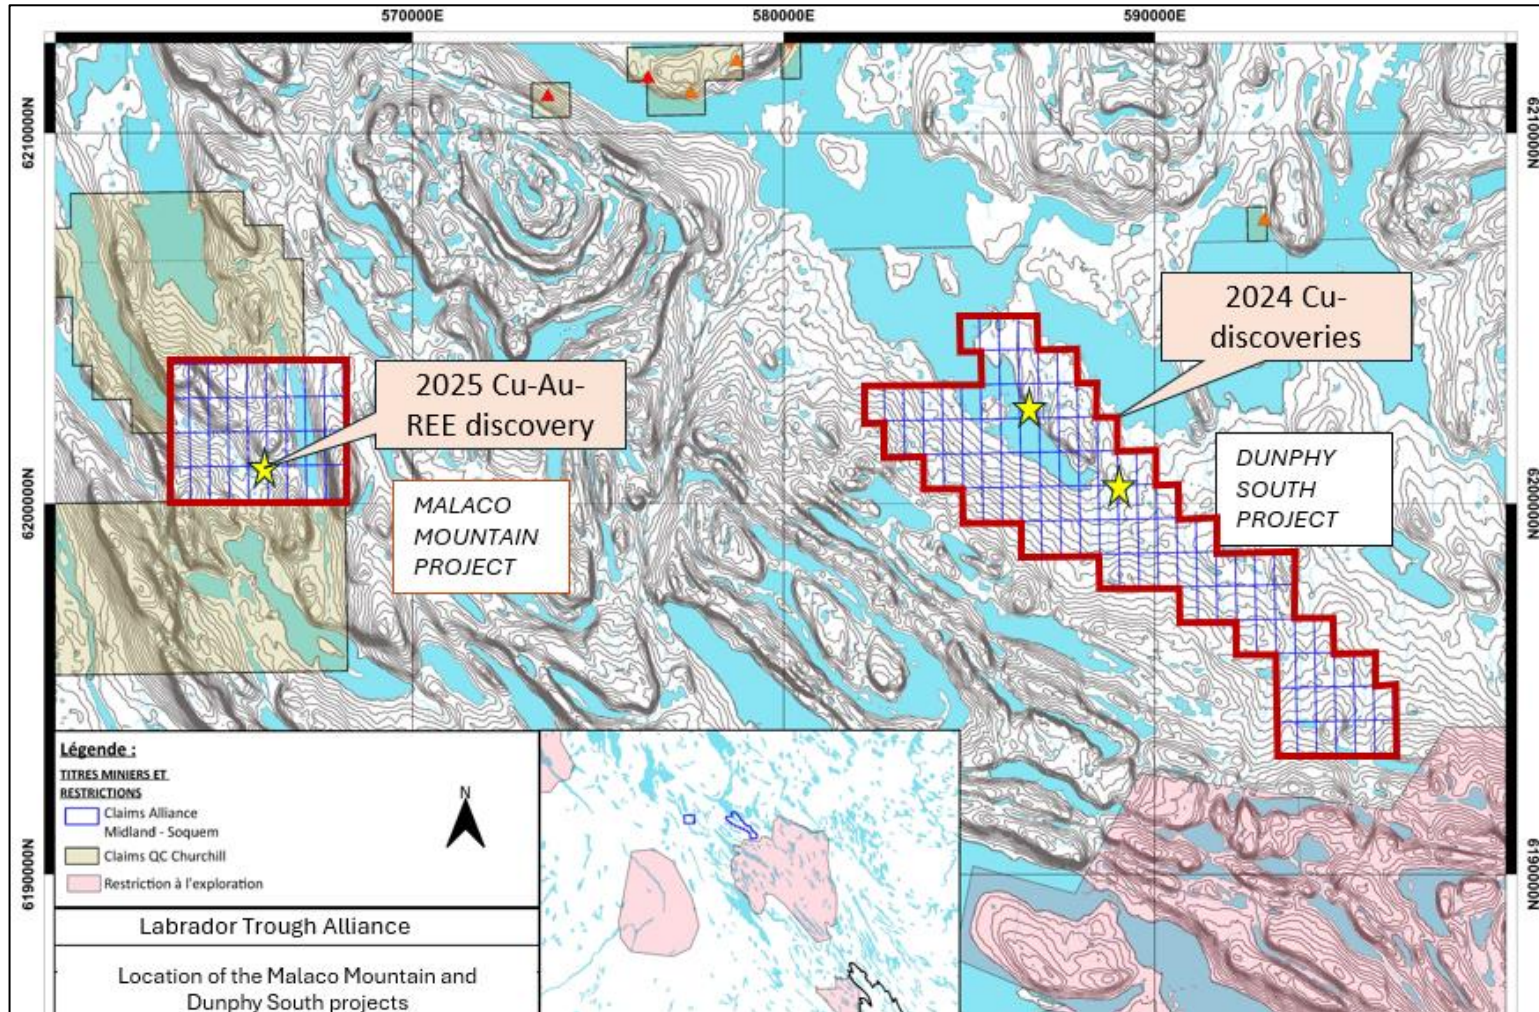 570000E
580000E
590000E
6210000N
6210000N
2024 Cu-
discoveries
2025 Cu-Au-
REE discovery
DUNPHY
SOUTH
PROJECT
MALACO
MOUNTAIN
PROJECT
6200000N
6200000N
Légende :
TITRES MINIERS ET
RESTRICTIONS
N
Claims Alliance
Midland - Soquem
Claims QC Churchill
Restriction à l'exploration
6190000N
6190000N
Labrador Trough Alliance
Location of the Malaco Mountain and
Dunphy South projects